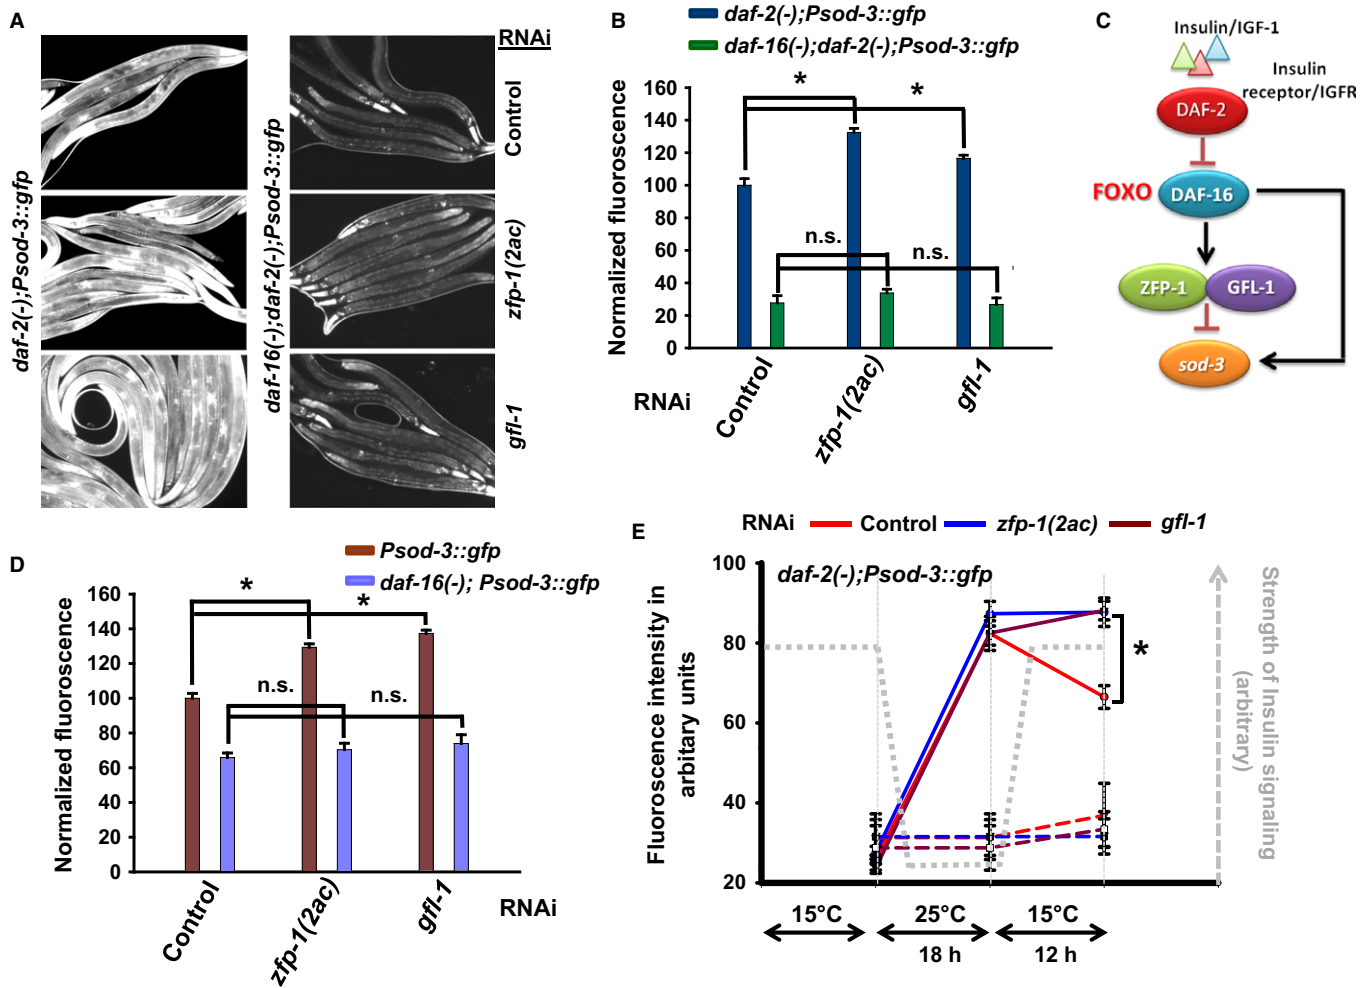 A
RNAi
daf-2(-);Psod-3::gfp
daf-16(-);daf-2(-);Psod-3::gfp
Control
zfp-1(2ac)
gfl-1
B
daf-2(-);Psod-3::gfp
daf-16(-);daf-2(-);Psod-3::gfp
Normalized fluoroscence
160
140
120
100
80
60
40
20
0
*
*
n.s.
n.s.
RNAi
Control
zfp-1(2ac)
gfl-1
C
Insulin/IGF-1
Insulin
receptor/IGFR
DAF-2
FOXO
DAF-16
ZFP-1
GFL-1
sod-3
D
Psod-3::gfp
daf-16(-); Psod-3::gfp
Normalized fluoroscence
160
140
120
100
80
60
40
20
0
*
*
n.s.
n.s.
Control
zfp-1(2ac)
gfl-1
RNAi
E
RNAi Control zfp-1(2ac) gfl-1
daf-2(-);Psod-3::gfp
Fluoroscence intensity in
arbitary units
100
80
60
40
20
*
Strength of Insulin signaling
(arbitrary)
15°C 25°C 15°C
18 h 12 h